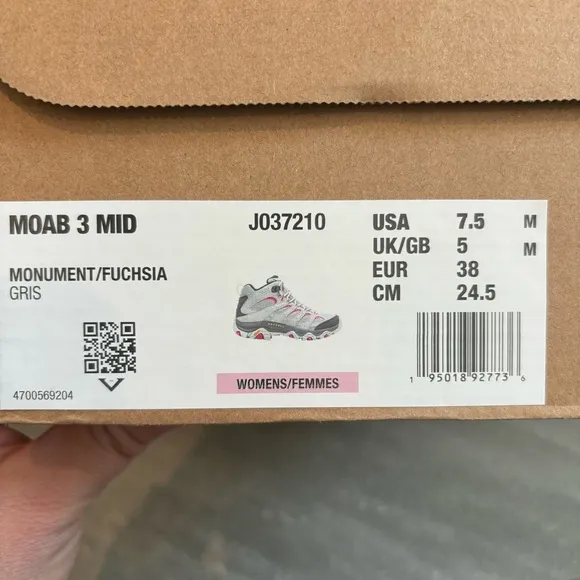 MOAB 3 MID J037210
MONUMENT/FUCHSIA
GRIS
4700569204
WOMENS/FEMMES
USA 7.5 M
UK/GB 5 M
EUR 38
CM 24.5
1 95018 92773 6